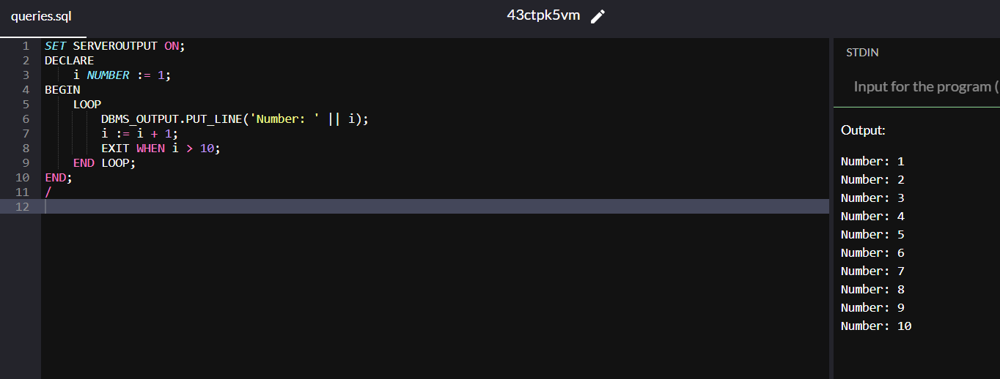 queries.sql
43ctpk5vm
1 SET SERVEROUTPUT ON;
2 DECLARE
3     i NUMBER := 1;
4 BEGIN
5     LOOP
6         DBMS_OUTPUT.PUT_LINE('Number: ' || i);
7         i := i + 1;
8         EXIT WHEN i > 10;
9     END LOOP;
10 END;
11 /
12
STDIN
Input for the program (
Output:
Number: 1
Number: 2
Number: 3
Number: 4
Number: 5
Number: 6
Number: 7
Number: 8
Number: 9
Number: 10